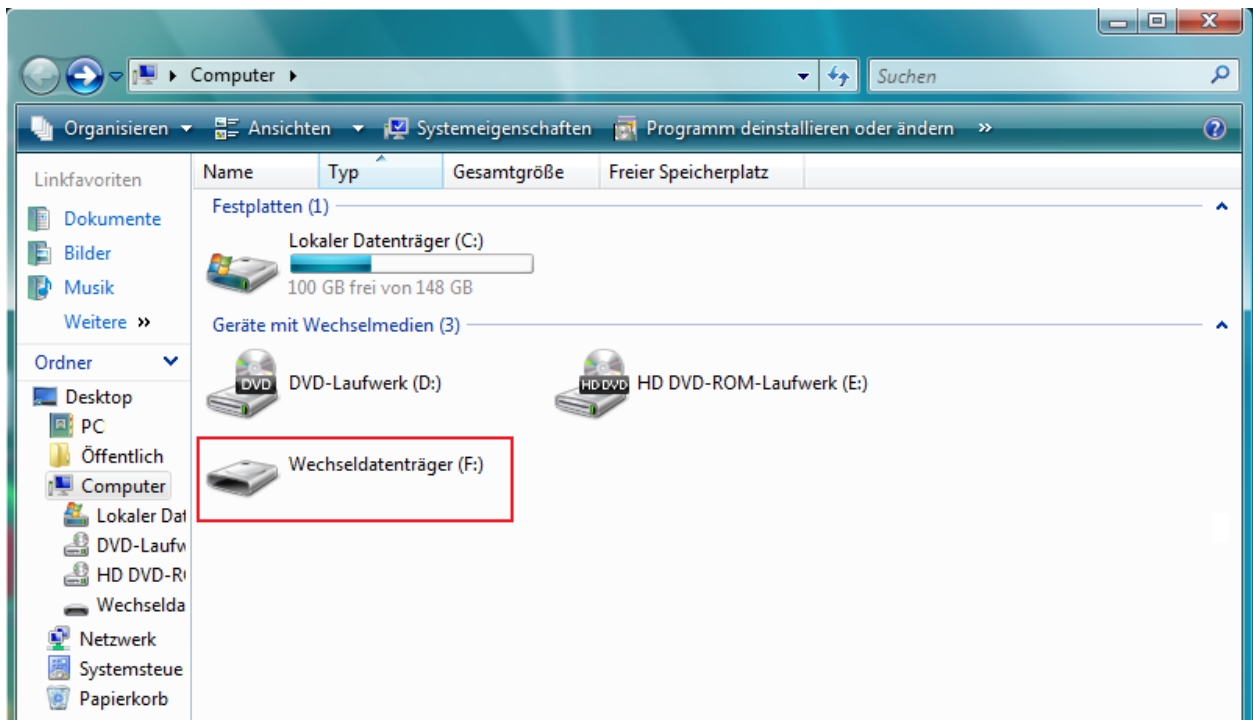 Computer
Suchen
Organisieren Ansichten Systemeigenschaften Programm deinstallieren oder ändern »
Linkfavoriten
Dokumente
Bilder
Musik
Weitere »
Ordner
Desktop
PC
Öffentlich
Computer
Lokaler Dat
DVD-Laufw
HD DVD-R
Wechselda
Netzwerk
Systemsteue
Papierkorb
Name Typ Gesamtgröße Freier Speicherplatz
Festplatten (1)
Lokaler Datenträger (C:)
100 GB frei von 148 GB
Geräte mit Wechselmedien (3)
DVD
DVD-Laufwerk (D:)
HD DVD
HD DVD-ROM-Laufwerk (E:)
Wechseldatenträger (F:)